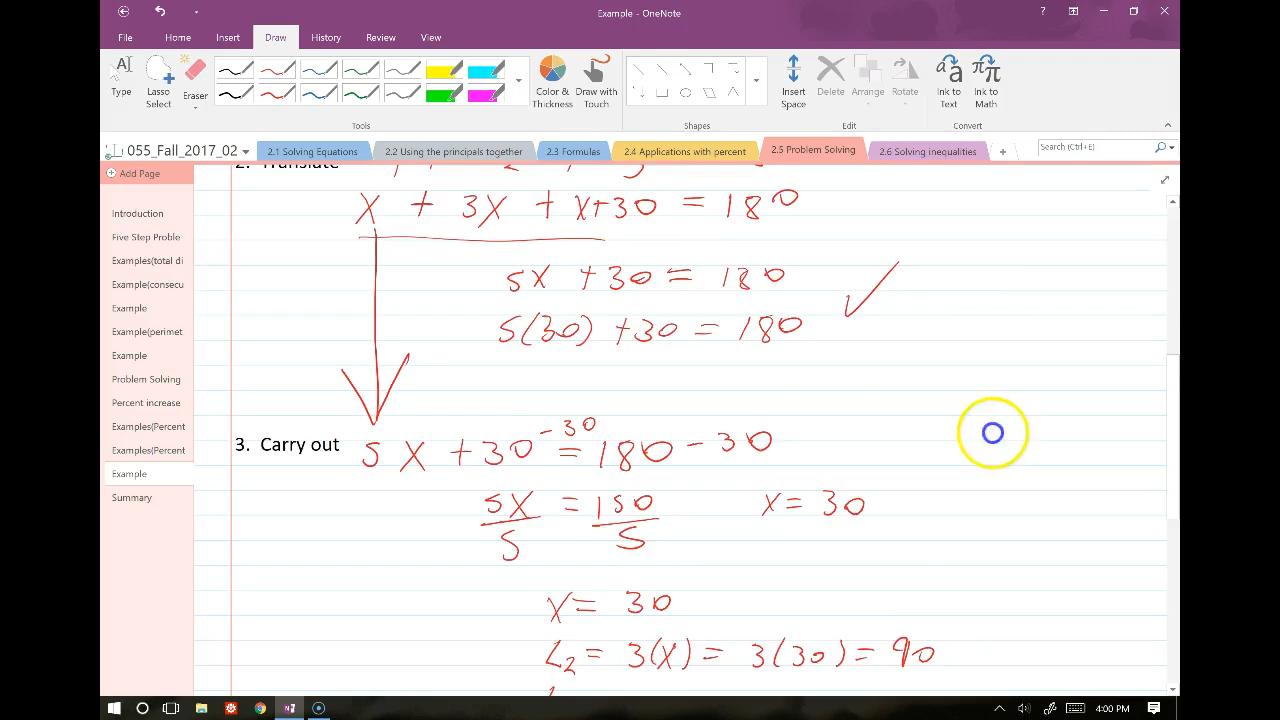 Example - OneNote
?
File Home Insert Draw History Review View
Type
Lasso Select
Eraser
Color & Thickness
Draw with Touch
Insert Space
Delete
Arrange
Rotate
Ink to Text
Ink to Math
Tools Shapes Edit Convert
055_Fall_2017_02 2.1 Solving Equations 2.2 Using the principals together 2.3 Formulas 2.4 Applications with percent 2.5 Problem Solving 2.6 Solving inequalities + Search (Ctrl+E)
Add Page
Introduction
Five Step Proble
Examples(total di
Examples(consecu
Example
Example(perimet
Example
Problem Solving
Percent increase
Examples(Percent
Examples(Percent
Example
Summary
2. Translate
x + 3x + x+30 = 180
5x + 30 = 180
5(30) + 30 = 180 ✓
3. Carry out 5x + 30 - 30 = 180 - 30
5x/5 = 150/5 x = 30
x = 30
L2 = 3(x) = 3(30) = 90
4:00 PM